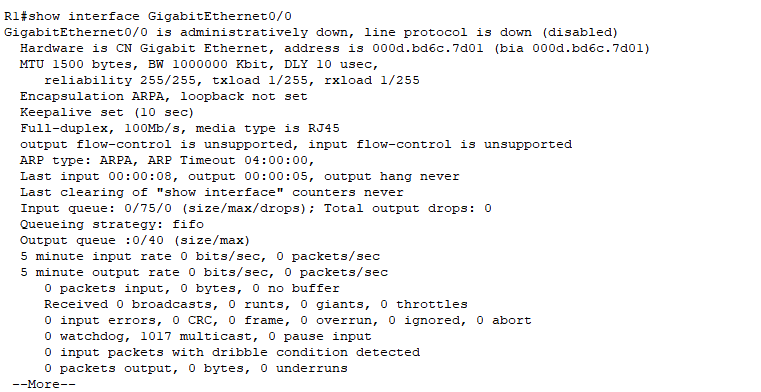 R1#show interface GigabitEthernet0/0
GigabitEthernet0/0 is administratively down, line protocol is down (disabled)
Hardware is CN Gigabit Ethernet, address is 000d.bd6c.7d01 (bia 000d.bd6c.7d01)
MTU 1500 bytes, BW 1000000 Kbit, DLY 10 usec,
reliability 255/255, txload 1/255, rxload 1/255
Encapsulation ARPA, loopback not set
Keepalive set (10 sec)
Full-duplex, 100Mb/s, media type is RJ45
output flow-control is unsupported, input flow-control is unsupported
ARP type: ARPA, ARP Timeout 04:00:00,
Last input 00:00:08, output 00:00:05, output hang never
Last clearing of "show interface" counters never
Input queue: 0/75/0 (size/max/drops); Total output drops: 0
Queueing strategy: fifo
Output queue :0/40 (size/max)
5 minute input rate 0 bits/sec, 0 packets/sec
5 minute output rate 0 bits/sec, 0 packets/sec
0 packets input, 0 bytes, 0 no buffer
Received 0 broadcasts, 0 runts, 0 giants, 0 throttles
0 input errors, 0 CRC, 0 frame, 0 overrun, 0 ignored, 0 abort
0 watchdog, 1017 multicast, 0 pause input
0 input packets with dribble condition detected
0 packets output, 0 bytes, 0 underruns
--More--